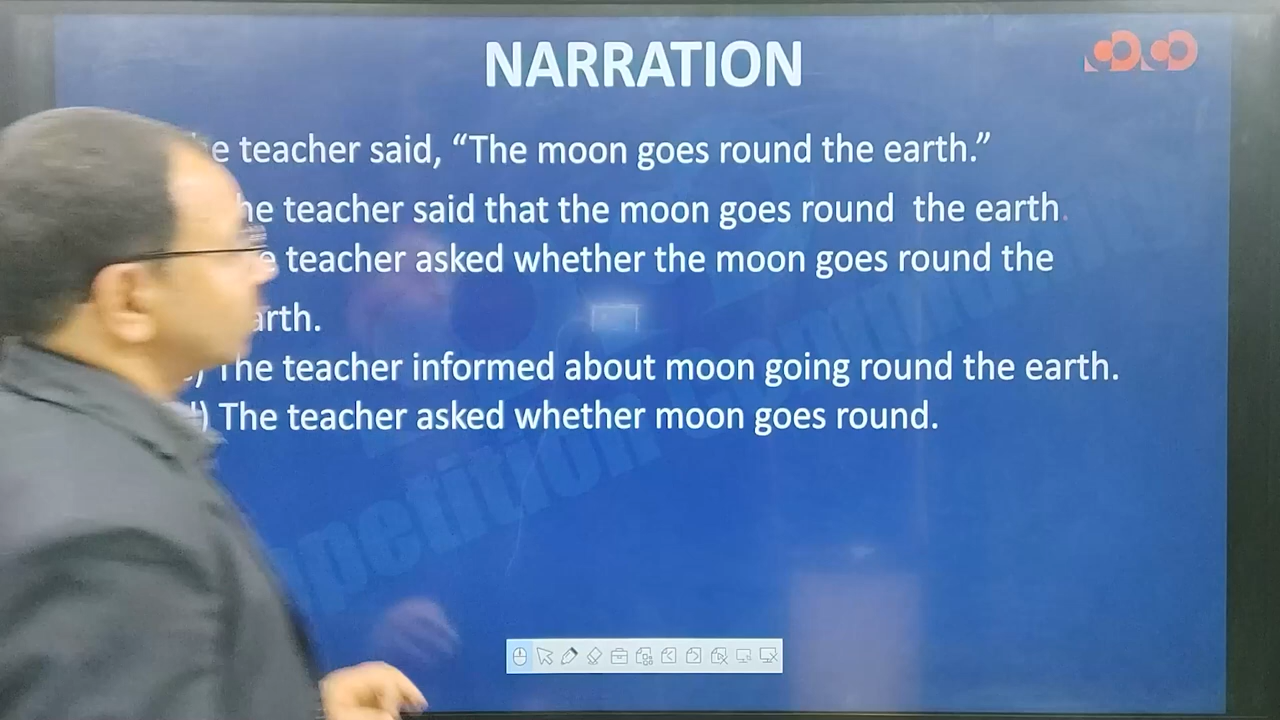 NARRATION
teacher said, “The moon goes round the earth.”
teacher said that the moon goes round the earth.
teacher asked whether the moon goes round the
) The teacher informed about moon going round the earth.
) The teacher asked whether moon goes round.